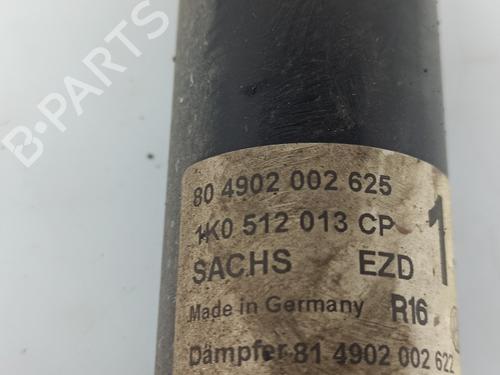 B-PARTS
80 4902 002 625
1K0 512 013 CP
1
SACHS EZD
Made in Germany R16
Dämpfer 81 4902 002 622